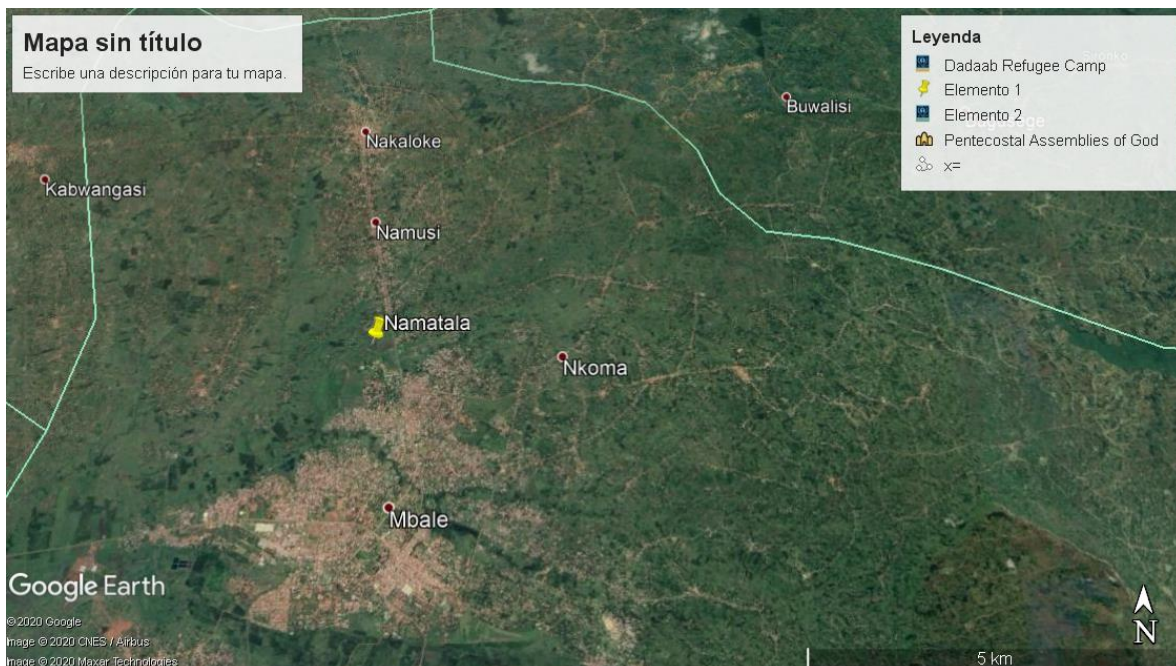 Mapa sin título
Escribe una descripción para tu mapa.
Leyenda
Dadaab Refugee Camp
Elemento 1
Elemento 2
Pentecostal Assemblies of God
x=
Buwalisi
Nakaloke
Kabwangasi
Namusi
Namatala
Nkoma
Mbale
Google Earth
©2020 Google
Image © 2020 CNES / Airbus
Image © 2020 Maxar Technologies
N
5 km